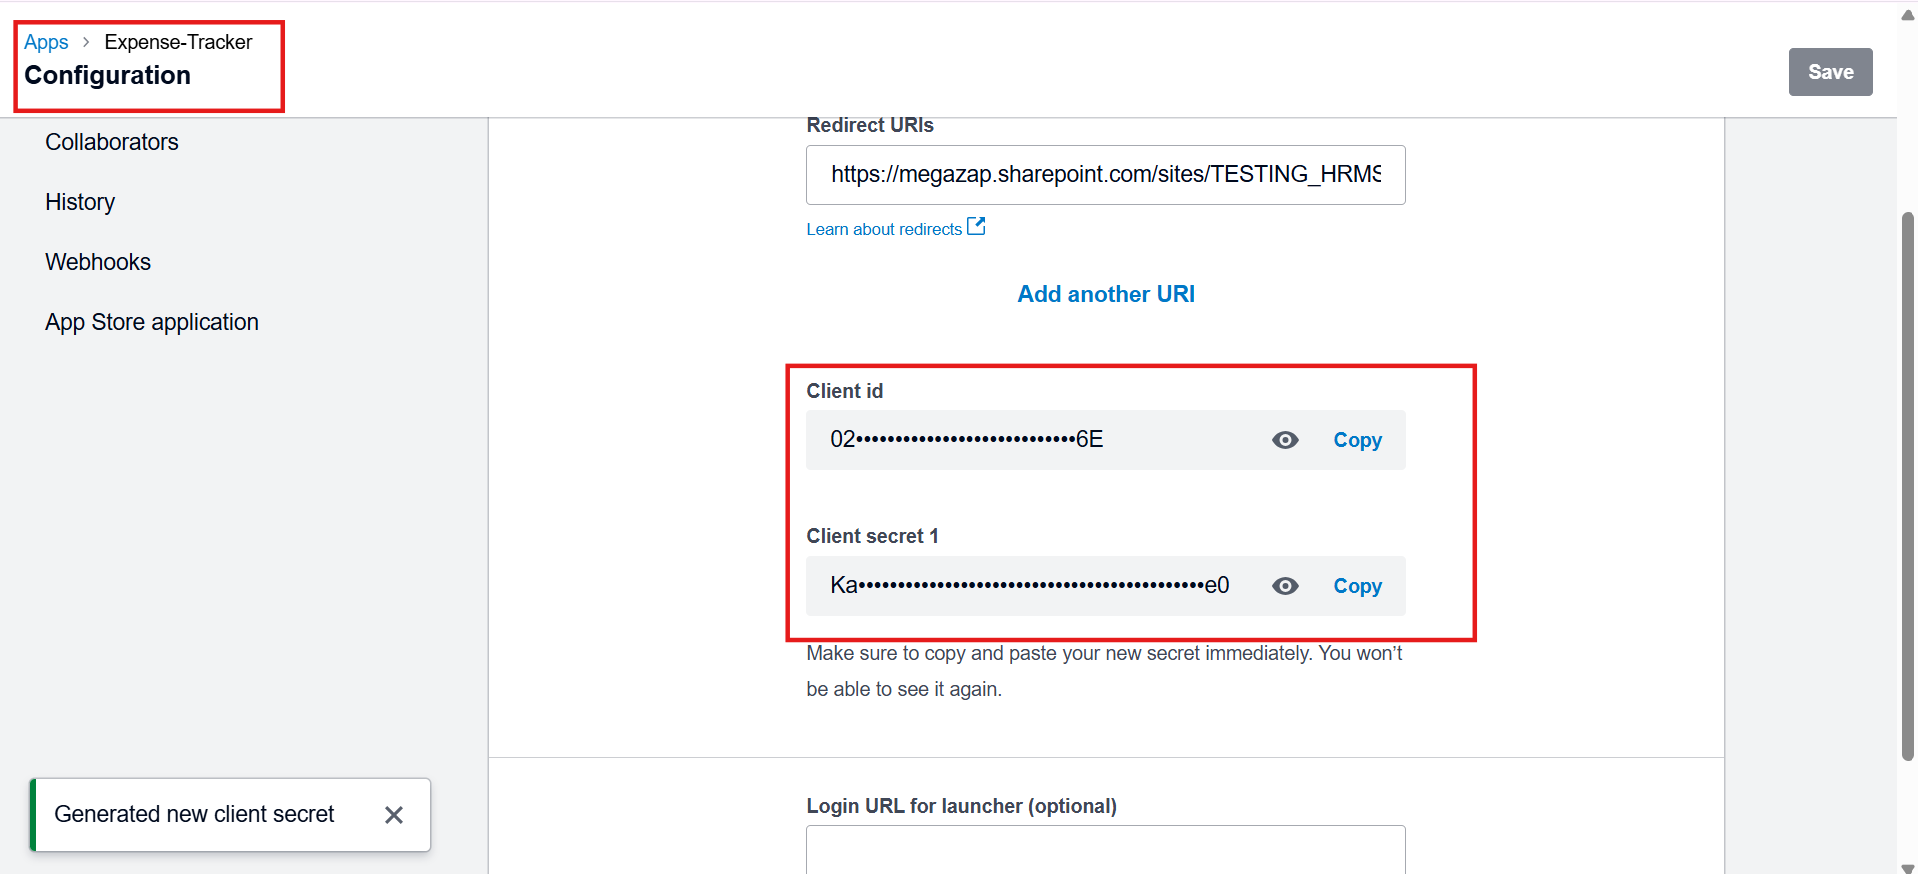 Apps > Expense-Tracker
Configuration
Save
Collaborators
History
Webhooks
App Store application
Redirect URIs
https://megazap.sharepoint.com/sites/TESTING_HRMS
Learn about redirects
Add another URI
Client id
02••••••••••••••••••••••••••••6E
Copy
Client secret 1
Ka••••••••••••••••••••••••••••••••••••••••••••e0
Copy
Make sure to copy and paste your new secret immediately. You won’t
be able to see it again.
Login URL for launcher (optional)
Generated new client secret